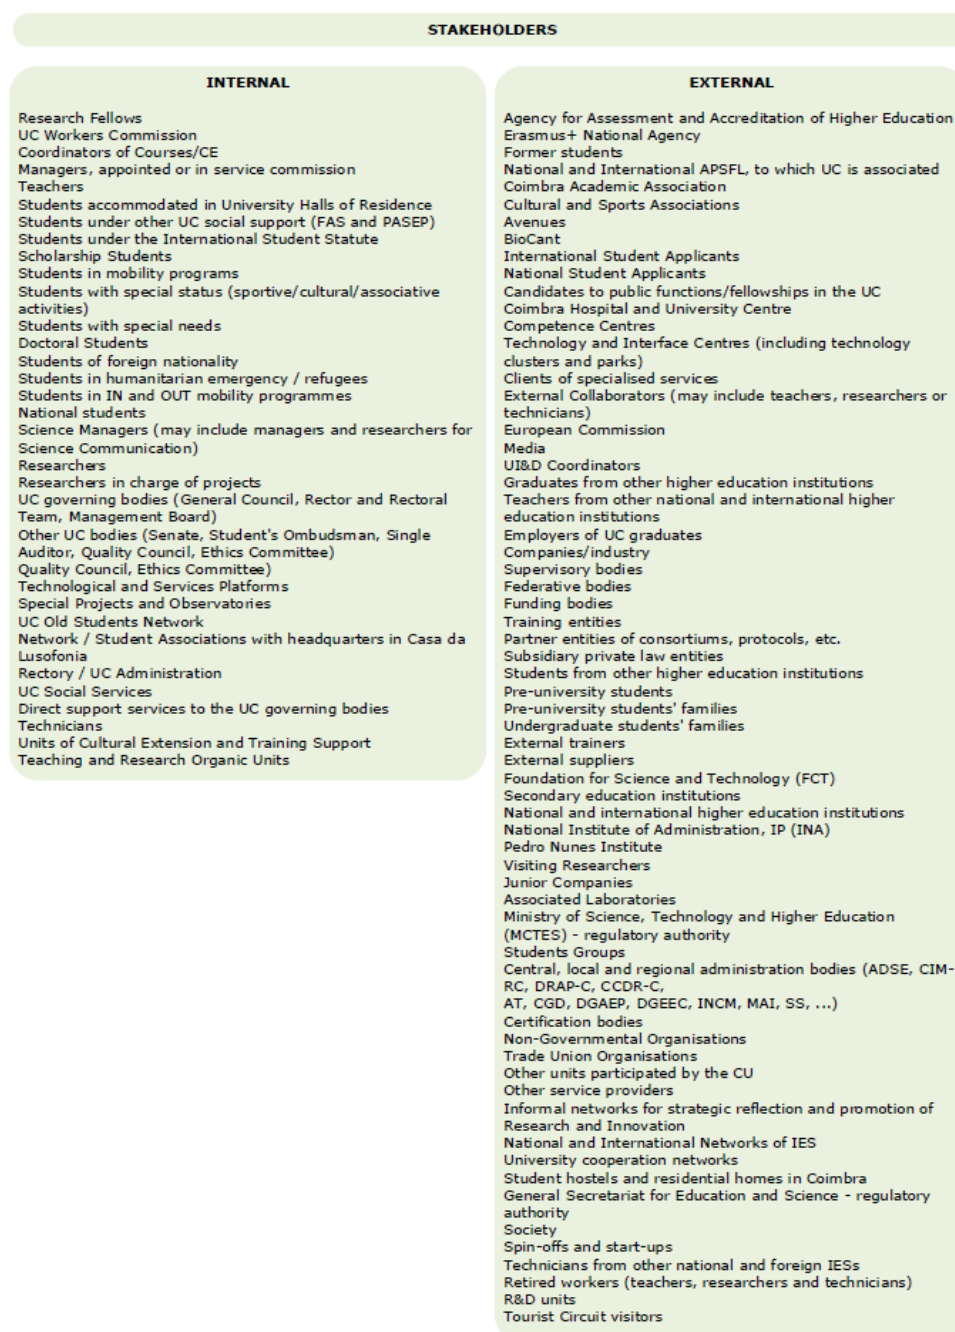 STAKEHOLDERS
INTERNAL
Research Fellows
UC Workers Commission
Coordinators of Courses/CE
Managers, appointed or in service commission
Teachers
Students accommodated in University Halls of Residence
Students under other UC social support (FAS and PASEP)
Students under the International Student Statute
Scholarship Students
Students in mobility programs
Students with special status (sportive/cultural/associative
activities)
Students with special needs
Doctoral Students
Students of foreign nationality
Students in humanitarian emergency / refugees
Students in IN and OUT mobility programmes
National students
Science Managers (may include managers and researchers for
Science Communication)
Researchers
Researchers in charge of projects
UC governing bodies (General Council, Rector and Rectoral
Team, Management Board)
Other UC bodies (Senate, Student's Ombudsman, Single
Auditor, Quality Council, Ethics Committee)
Quality Council, Ethics Committee)
Technological and Services Platforms
Special Projects and Observatories
UC Old Students Network
Network / Student Associations with headquarters in Casa da
Lusofonia
Rectory / UC Administration
UC Social Services
Direct support services to the UC governing bodies
Technicians
Units of Cultural Extension and Training Support
Teaching and Research Organic Units
EXTERNAL
Agency for Assessment and Accreditation of Higher Education
Erasmus+ National Agency
Former students
National and International APSFL, to which UC is associated
Coimbra Academic Association
Cultural and Sports Associations
Avenues
BioCant
International Student Applicants
National Student Applicants
Candidates to public functions/fellowships in the UC
Coimbra Hospital and University Centre
Competence Centres
Technology and Interface Centres (including technology
clusters and parks)
Clients of specialised services
External Collaborators (may include teachers, researchers or
technicians)
European Commission
Media
UI&D Coordinators
Graduates from other higher education institutions
Teachers from other national and international higher
education institutions
Employers of UC graduates
Companies/industry
Supervisory bodies
Federative bodies
Funding bodies
Training entities
Partner entities of consortiums, protocols, etc.
Subsidiary private law entities
Students from other higher education institutions
Pre-university students
Pre-university students' families
Undergraduate students' families
External trainers
External suppliers
Foundation for Science and Technology (FCT)
Secondary education institutions
National and international higher education institutions
National Institute of Administration, IP (INA)
Pedro Nunes Institute
Visiting Researchers
Junior Companies
Associated Laboratories
Ministry of Science, Technology and Higher Education
(MCTES) - regulatory authority
Students Groups
Central, local and regional administration bodies (ADSE, CIM-
RC, DRAP-C, CCDR-C,
AT, CGD, DGAEP, DGEEC, INCM, MAI, SS, ...)
Certification bodies
Non-Governmental Organisations
Trade Union Organisations
Other units participated by the CU
Other service providers
Informal networks for strategic reflection and promotion of
Research and Innovation
National and International Networks of IES
University cooperation networks
Student hostels and residential homes in Coimbra
General Secretariat for Education and Science - regulatory
authority
Society
Spin-offs and start-ups
Technicians from other national and foreign IESs
Retired workers (teachers, researchers and technicians)
R&D units
Tourist Circuit visitors